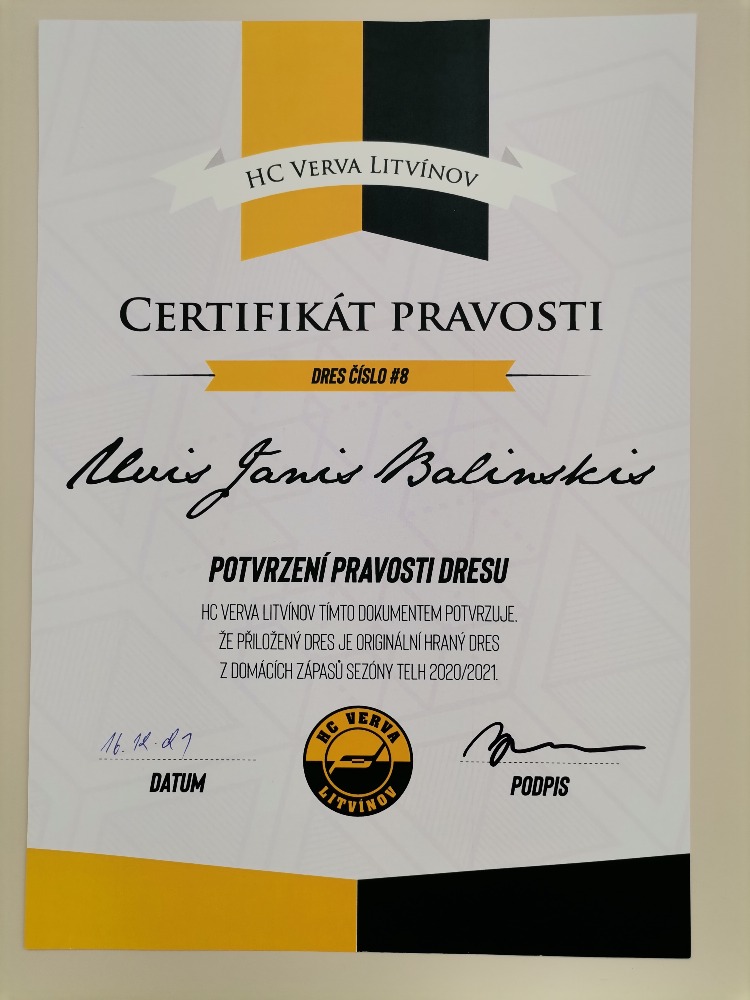 HC VERVA LITVÍNOV
CERTIFIKÁT PRAVOSTI
DRES ČÍSLO #8
Uvis Janis Balinskis
POTVRZENÍ PRAVOSTI DRESU
HC VERVA LITVÍNOV TÍMTO DOKUMENTEM POTVRZUJE,
ŽE PŘILOŽENÝ DRES JE ORIGINÁLNÍ HRANÝ DRES
Z DOMÁCÍCH ZÁPASŮ SEZÓNY TELH 2020/2021.
16.12.21
DATUM
HC VERVA
LITVÍNOV
PODPIS